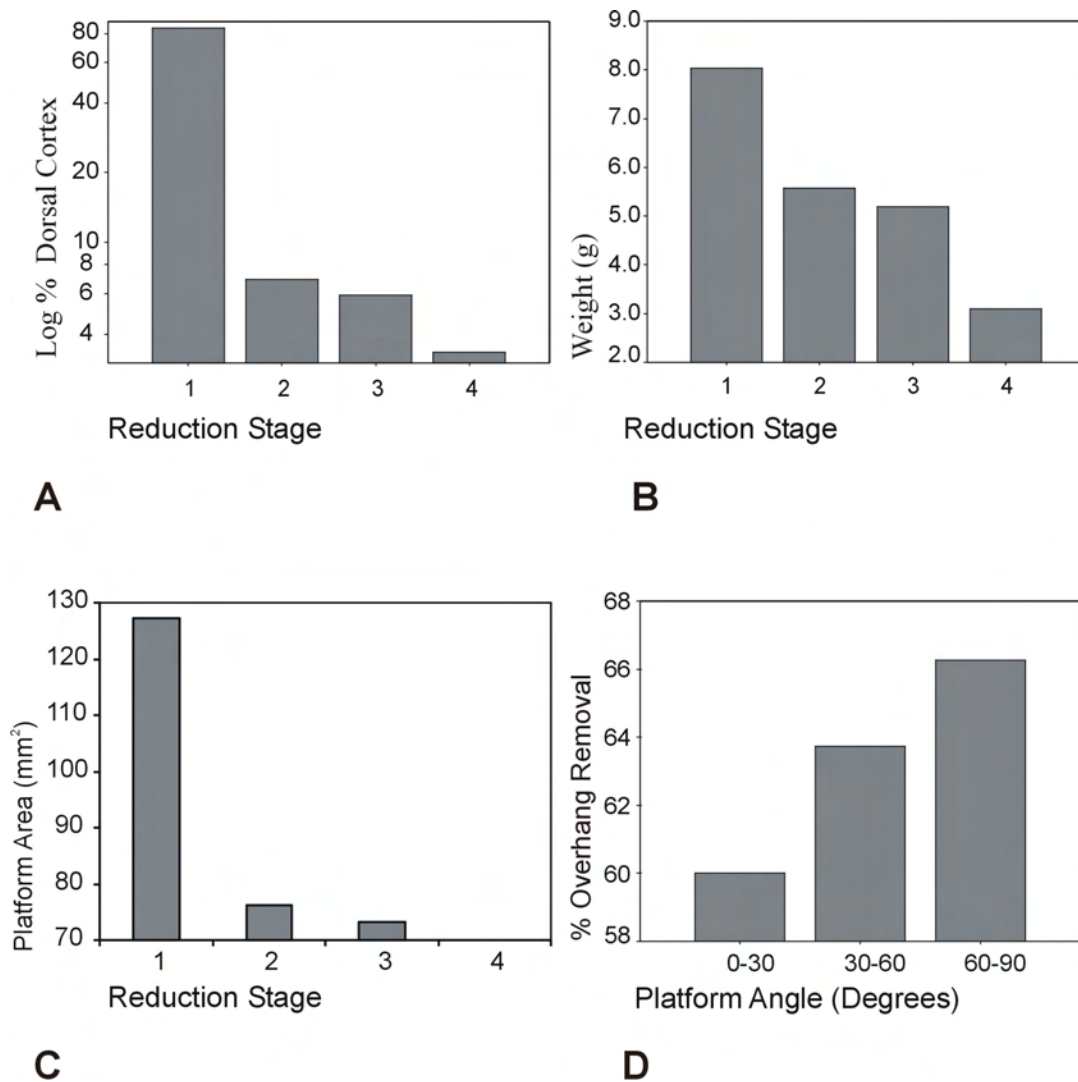 80
60
40
20
10
8
6
4
Log % Dorsal Cortex
1 2 3 4
Reduction Stage
A
9.0
8.0
7.0
6.0
5.0
4.0
3.0
2.0
Weight (g)
1 2 3 4
Reduction Stage
B
130
120
110
100
90
80
70
Platform Area (mm²)
1 2 3 4
Reduction Stage
C
68
66
64
62
60
58
% Overhang Removal
0-30 30-60 60-90
Platform Angle (Degrees)
D